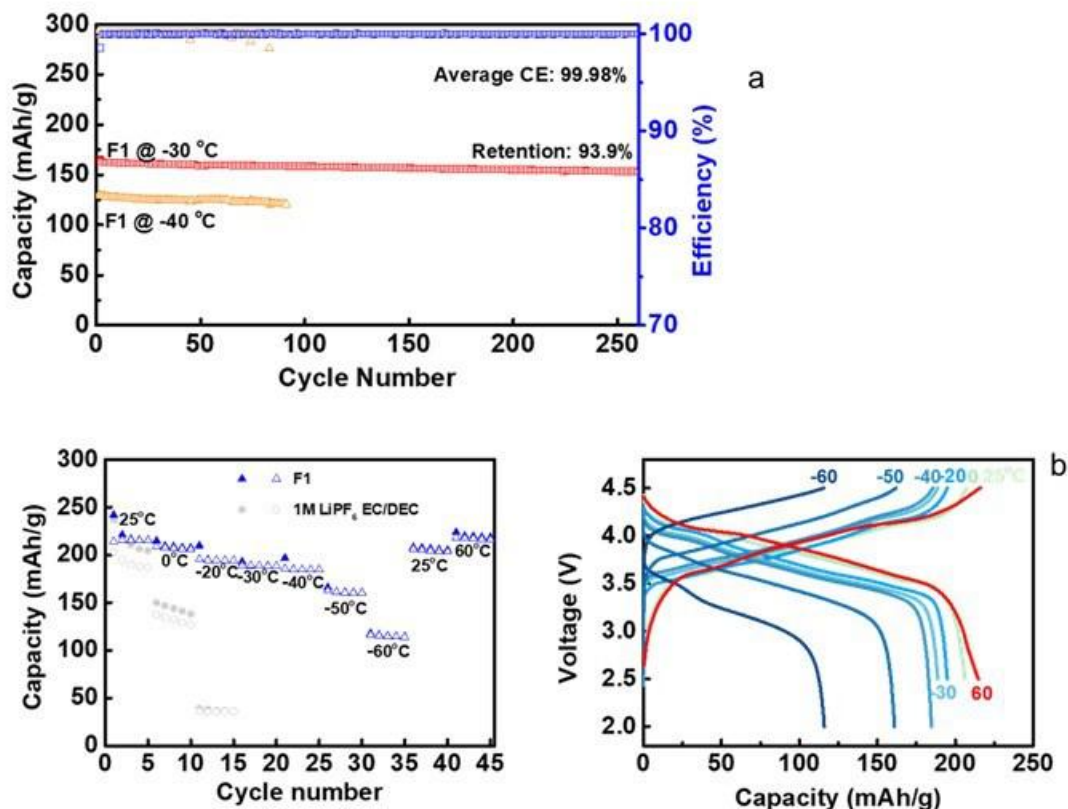 300
250
200
150
100
50
0
Capacity (mAh/g)
Average CE: 99.98%
F1 @ -30 °C
Retention: 93.9%
F1 @ -40 °C
100
90
80
70
Efficiency (%)
0 50 100 150 200 250
Cycle Number
a
300
250
200
150
100
50
0
Capacity (mAh/g)
F1
1M LiPF₆ EC/DEC
25°C
0°C
-20°C
-30°C
-40°C
-50°C
-60°C
25°C
60°C
0 5 10 15 20 25 30 35 40 45
Cycle number
b
4.5
4.0
3.5
3.0
2.5
2.0
Voltage (V)
-60 -50 -40 -20 0 25°C
-30 60
0 50 100 150 200 250
Capacity (mAh/g)